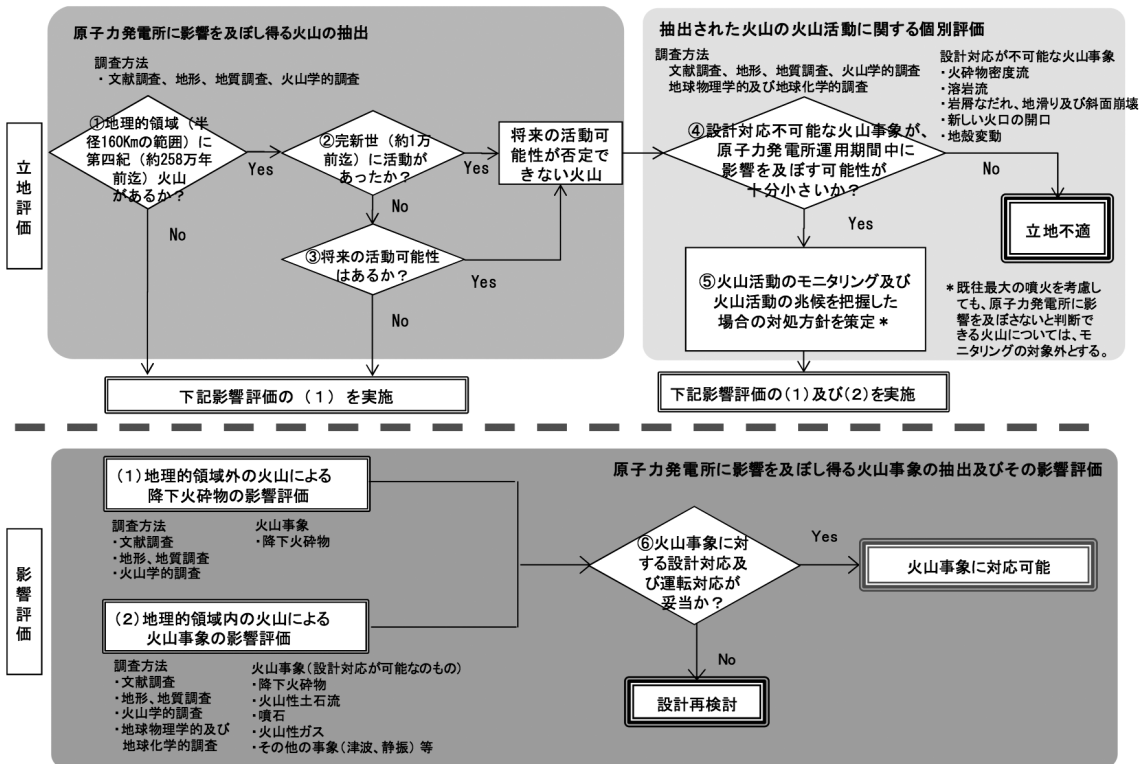 立地評価
原子力発電所に影響を及ぼし得る火山の抽出
調査方法
・文献調査、地形、地質調査、火山学的調査
①地理的領域（半
径160Kmの範囲）に
第四紀（約258万年
前迄）火山
があるか？
Yes
No
②完新世（約1万
前迄）に活動が
あったか？
Yes
No
③将来の活動可能性
はあるか？
Yes
No
将来の活動可
能性が否定で
きない火山
下記影響評価の（1）を実施
抽出された火山の火山活動に関する個別評価
調査方法
文献調査、地形、地質調査、火山学的調査
地球物理学的及び地球化学的調査
設計対応が不可能な火山事象
・火砕物密度流
・溶岩流
・岩屑なだれ、地滑り及び斜面崩壊
・新しい火口の開口
・地殻変動
④設計対応不可能な火山事象が、
原子力発電所運用期間中に
影響を及ぼす可能性が
十分小さいか？
No
Yes
立地不適
⑤火山活動のモニタリング及び
火山活動の兆候を把握した
場合の対処方針を策定＊
＊既往最大の噴火を考慮し
ても、原子力発電所に影
響を及ぼさないと判断で
きる火山については、モ
ニタリングの対象外とする。
下記影響評価の（1）及び（2）を実施
影響評価
原子力発電所に影響を及ぼし得る火山事象の抽出及びその影響評価
（1）地理的領域外の火山による
降下火砕物の影響評価
調査方法
・文献調査
・地形、地質調査
・火山学的調査
火山事象
・降下火砕物
（2）地理的領域内の火山による
火山事象の影響評価
調査方法
・文献調査
・地形、地質調査
・火山学的調査
・地球物理学的及び
地球化学的調査
火山事象（設計対応が可能なのもの）
・降下火砕物
・火山性土石流
・噴石
・火山性ガス
・その他の事象（津波、静振）等
⑥火山事象に対
する設計対応及
び運転対応が
妥当か？
Yes
No
火山事象に対応可能
設計再検討